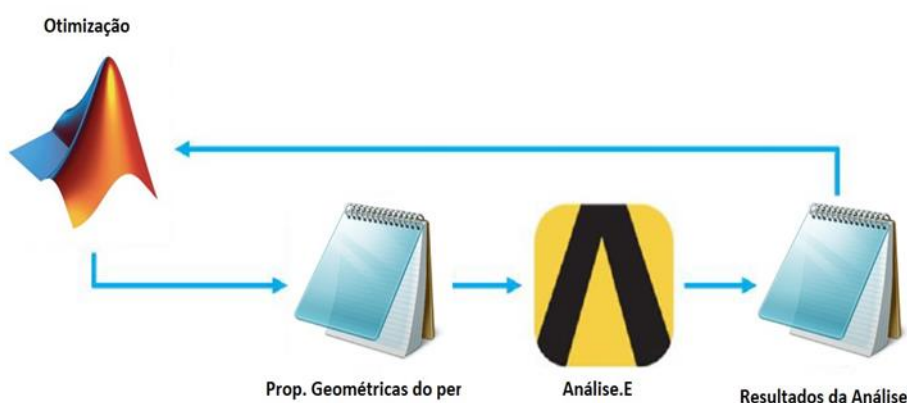 Otimização
Prop. Geométricas do per
Análise.E
Resultados da Análise